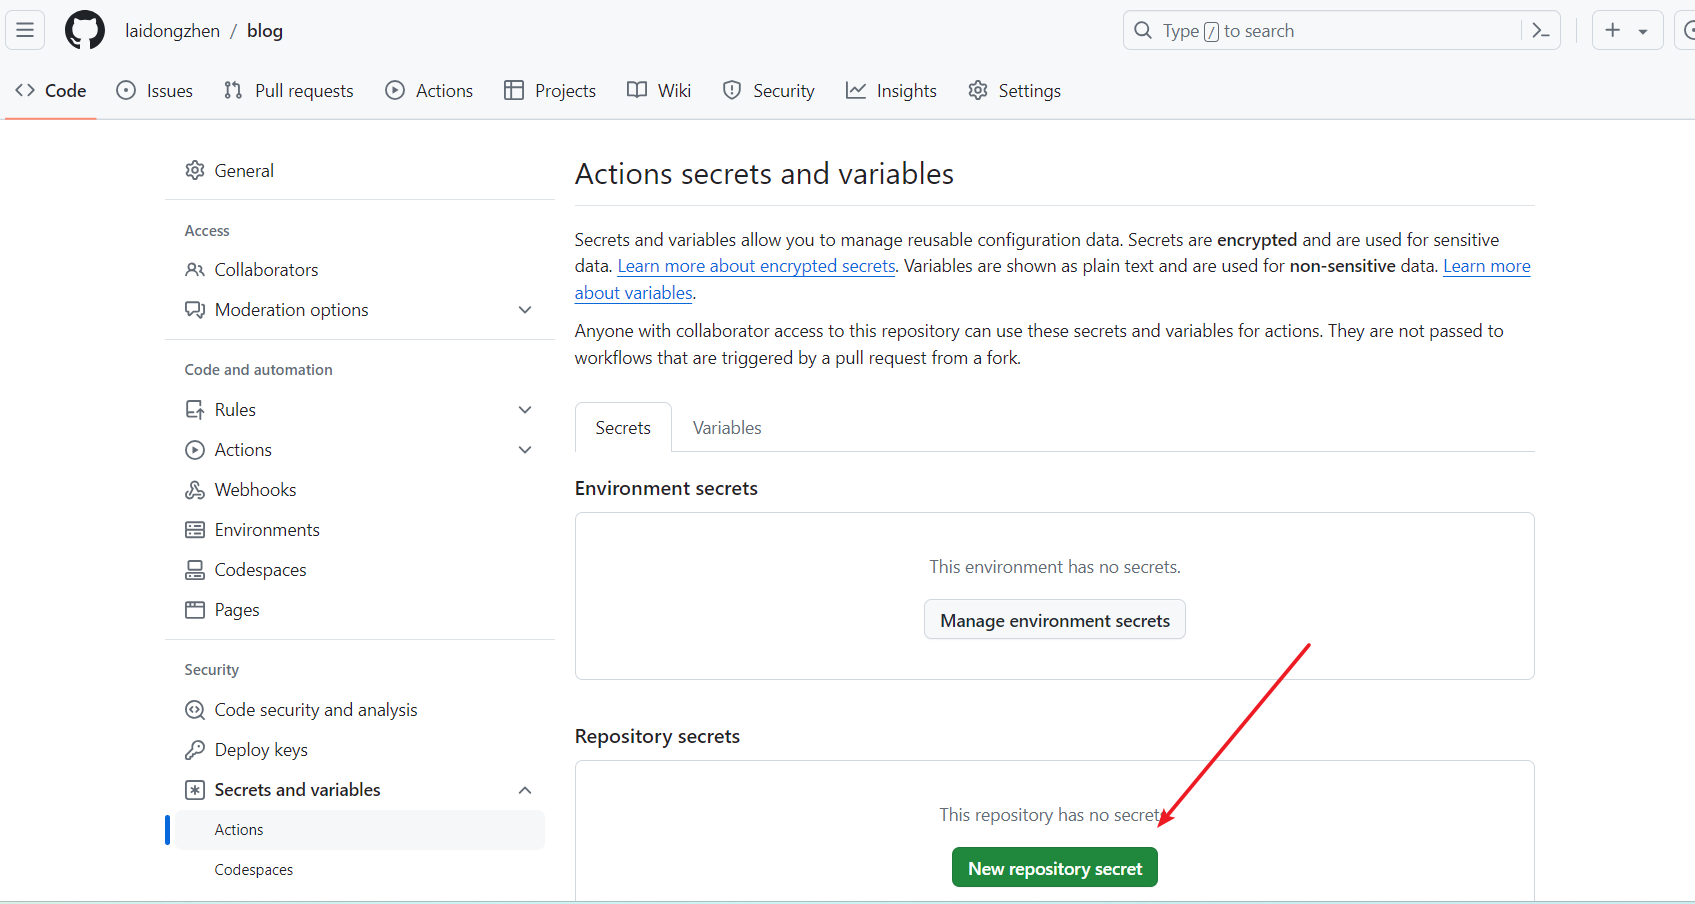 laidongzhen / blog
Type / to search
Code
Issues
Pull requests
Actions
Projects
Wiki
Security
Insights
Settings
General
Access
Collaborators
Moderation options
Code and automation
Rules
Actions
Webhooks
Environments
Codespaces
Pages
Security
Code security and analysis
Deploy keys
Secrets and variables
Actions
Codespaces
Actions secrets and variables
Secrets and variables allow you to manage reusable configuration data. Secrets are encrypted and are used for sensitive
data. Learn more about encrypted secrets. Variables are shown as plain text and are used for non-sensitive data. Learn more
about variables.
Anyone with collaborator access to this repository can use these secrets and variables for actions. They are not passed to
workflows that are triggered by a pull request from a fork.
Secrets
Variables
Environment secrets
This environment has no secrets.
Manage environment secrets
Repository secrets
This repository has no secret
New repository secret